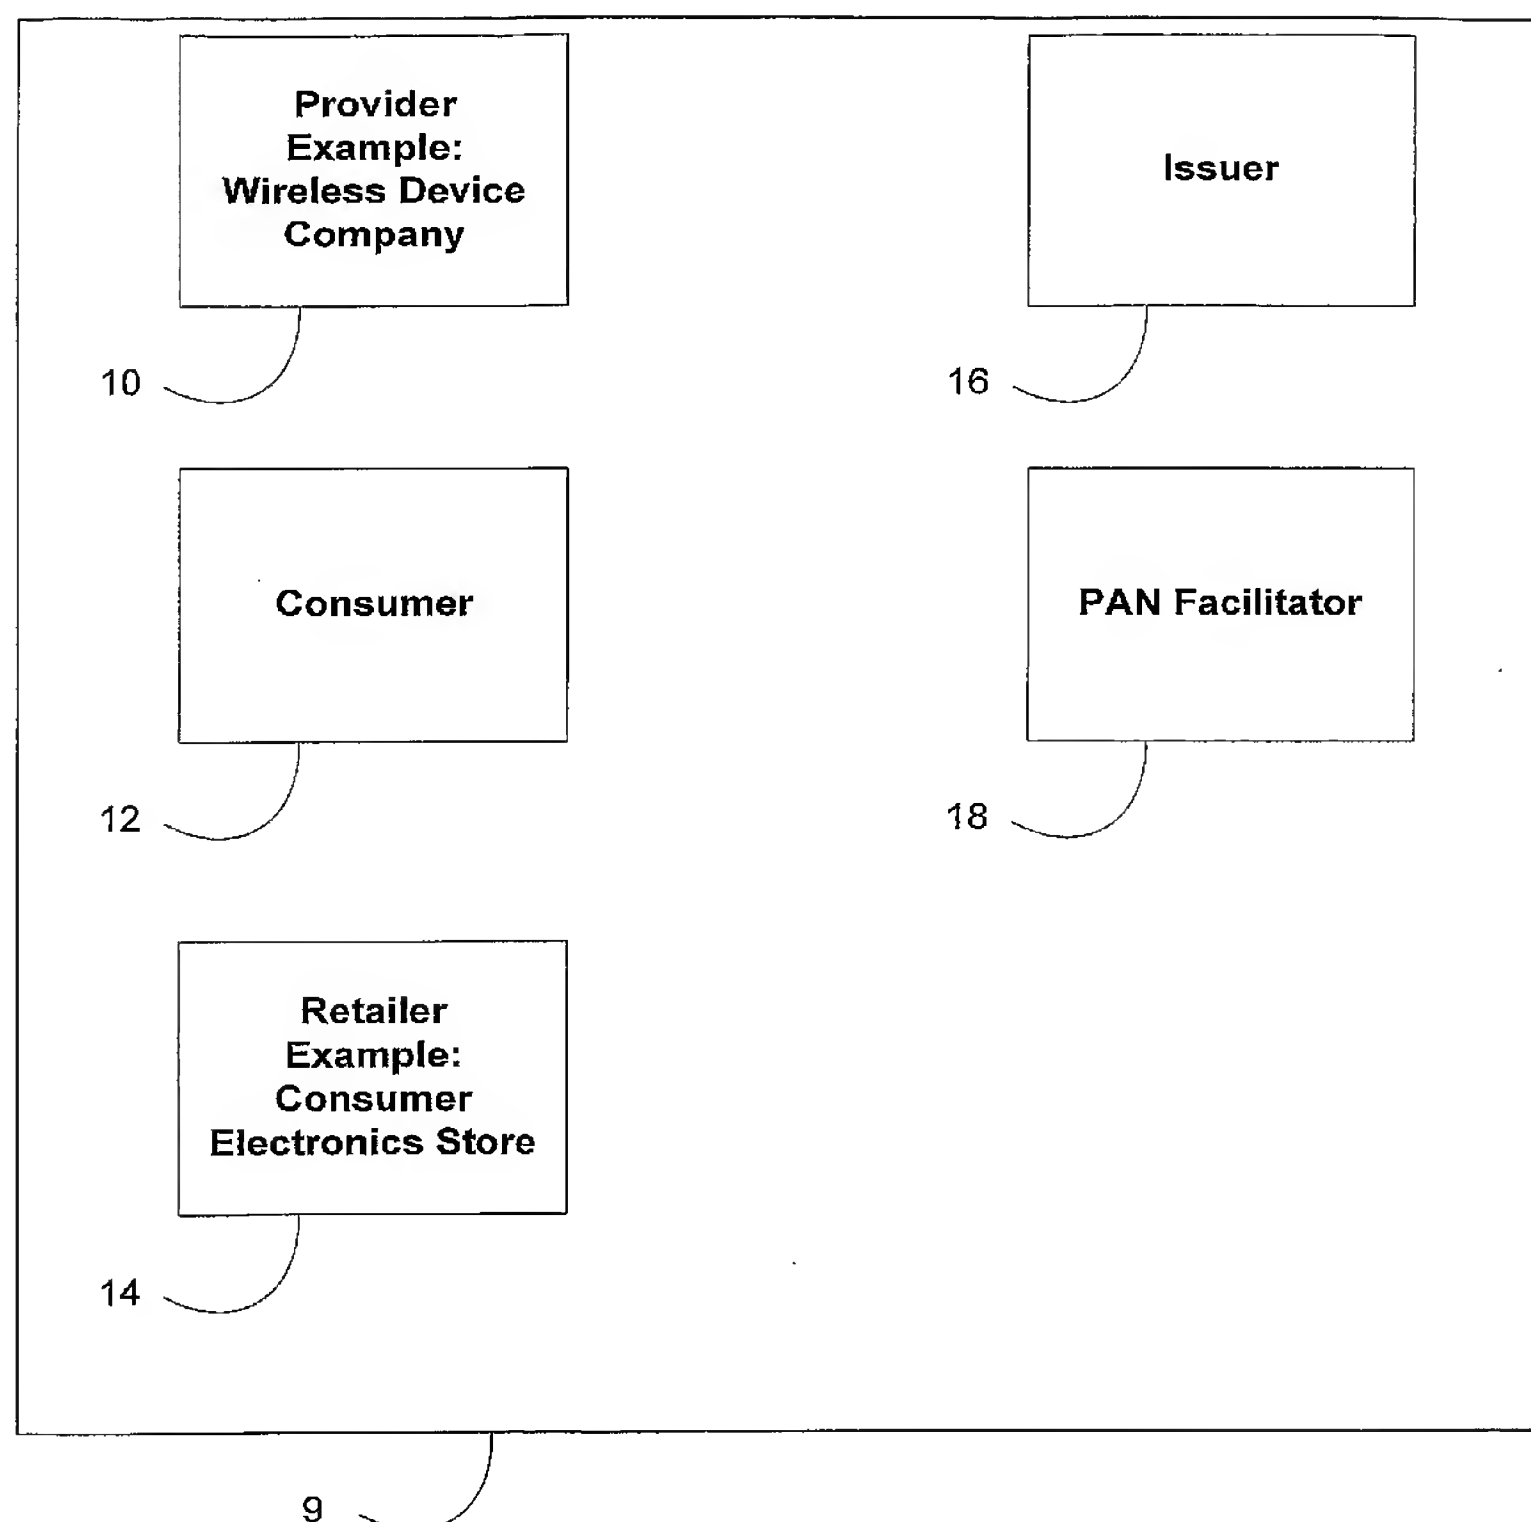 Provider
Example:
Wireless Device
Company
10
Issuer
16
Consumer
12
PAN Facilitator
18
Retailer
Example:
Consumer
Electronics Store
14
9